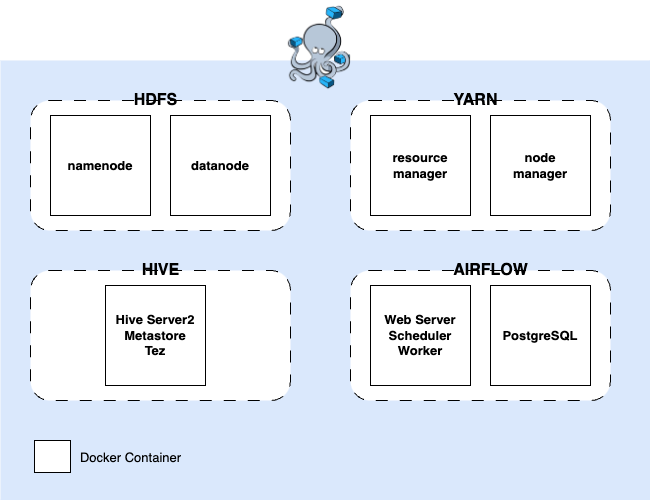 HDFS
namenode
datanode
YARN
resource
manager
node
manager
HIVE
Hive Server2
Metastore
Tez
AIRFLOW
Web Server
Scheduler
Worker
PostgreSQL
Docker Container